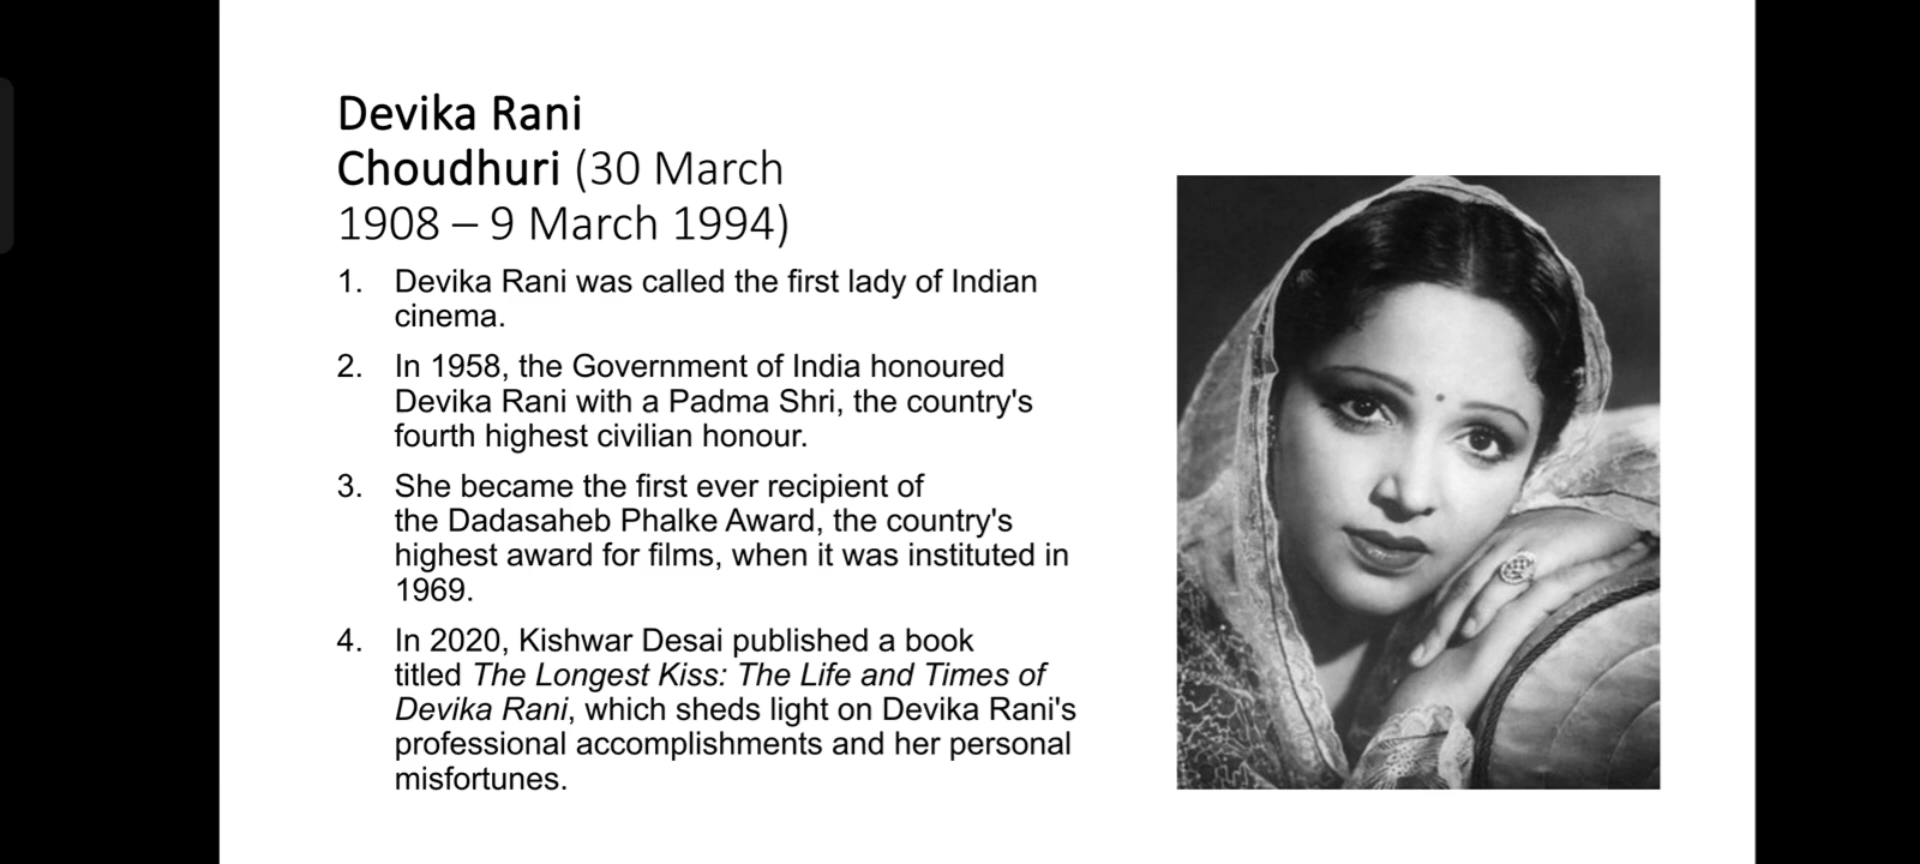 Devika Rani
Choudhuri (30 March
1908 – 9 March 1994)
1. Devika Rani was called the first lady of Indian
cinema.
2. In 1958, the Government of India honoured
Devika Rani with a Padma Shri, the country's
fourth highest civilian honour.
3. She became the first ever recipient of
the Dadasaheb Phalke Award, the country's
highest award for films, when it was instituted in
1969.
4. In 2020, Kishwar Desai published a book
titled The Longest Kiss: The Life and Times of
Devika Rani, which sheds light on Devika Rani's
professional accomplishments and her personal
misfortunes.